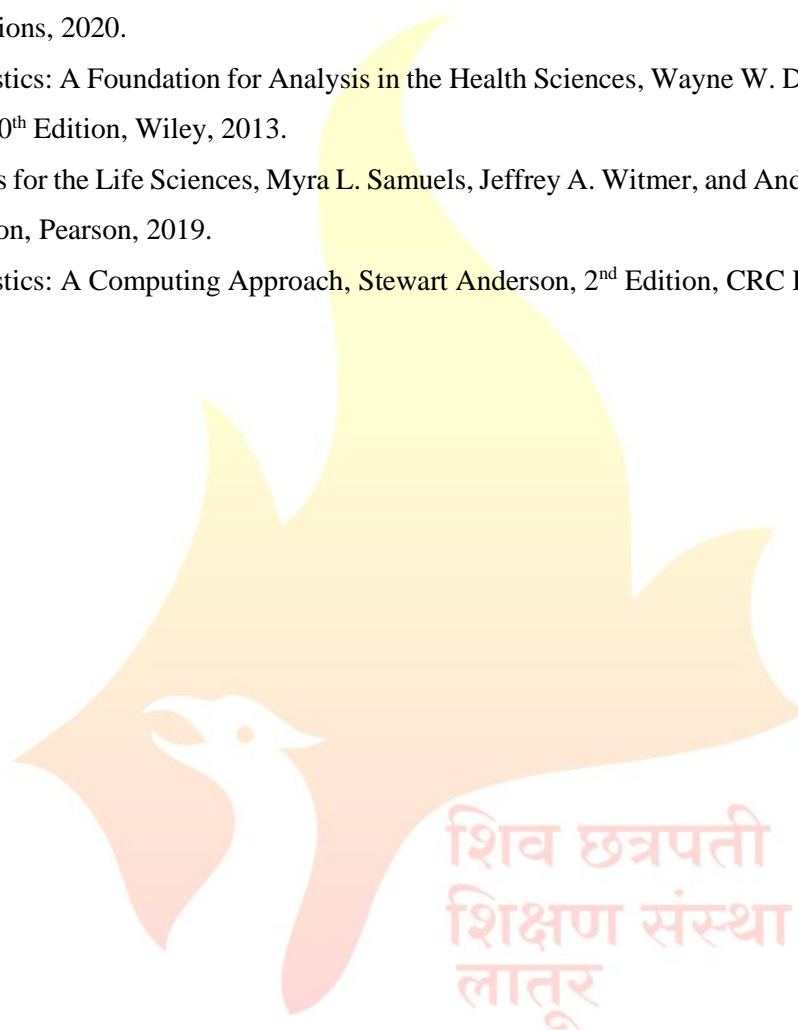 ions, 2020.
stics: A Foundation for Analysis in the Health Sciences, Wayne W. D
0th Edition, Wiley, 2013.
s for the Life Sciences, Myra L. Samuels, Jeffrey A. Witmer, and And
on, Pearson, 2019.
stics: A Computing Approach, Stewart Anderson, 2nd Edition, CRC
शिव छत्रपती
शिक्षण संस्था
लातूर